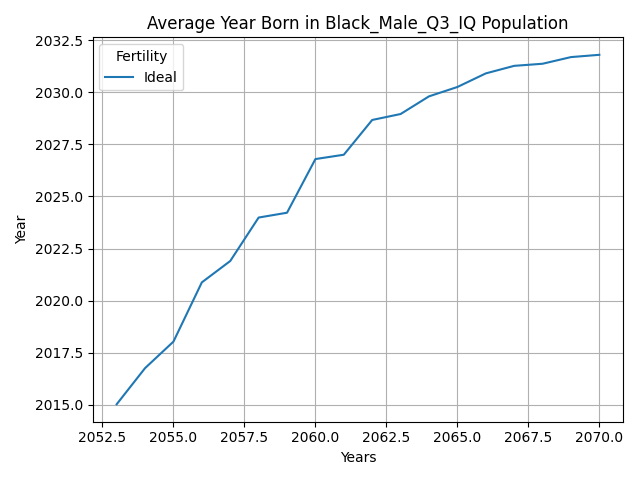 Average Year Born in Black_Male_Q3_IQ Population
Fertility
Ideal
2032.5
2030.0
2027.5
2025.0
2022.5
2020.0
2017.5
2015.0
Year
2052.5 2055.0 2057.5 2060.0 2062.5 2065.0 2067.5 2070.0
Years